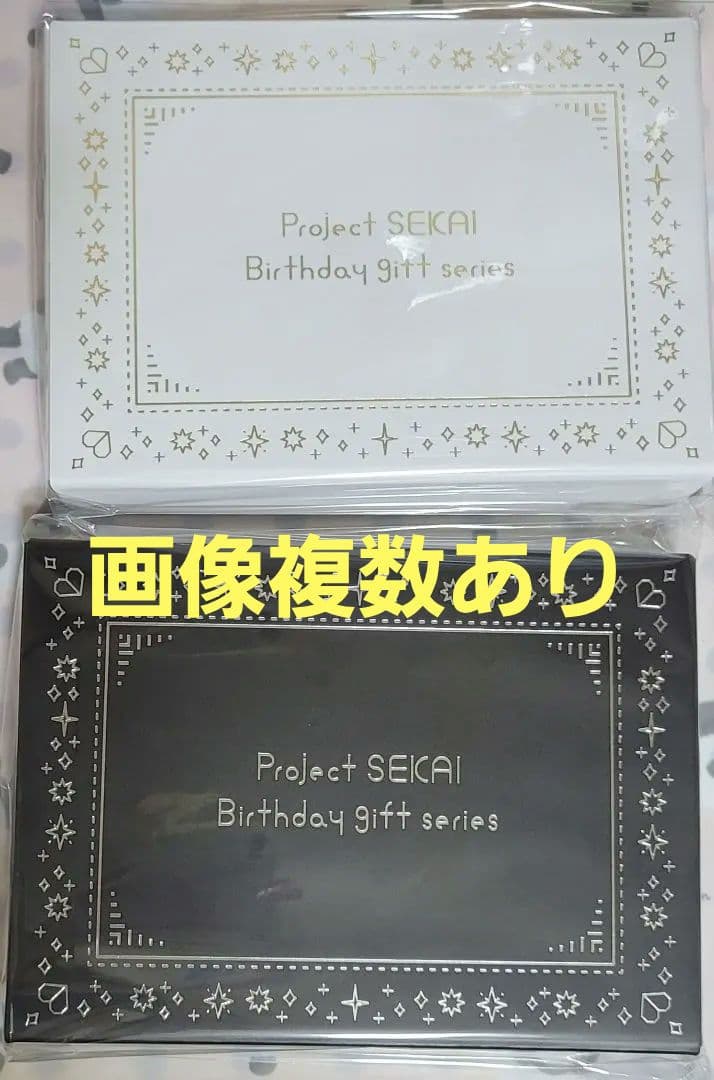 Project SEKAI
Birthday gift series
画像複数あり
Project SEKAI
Birthday gift series